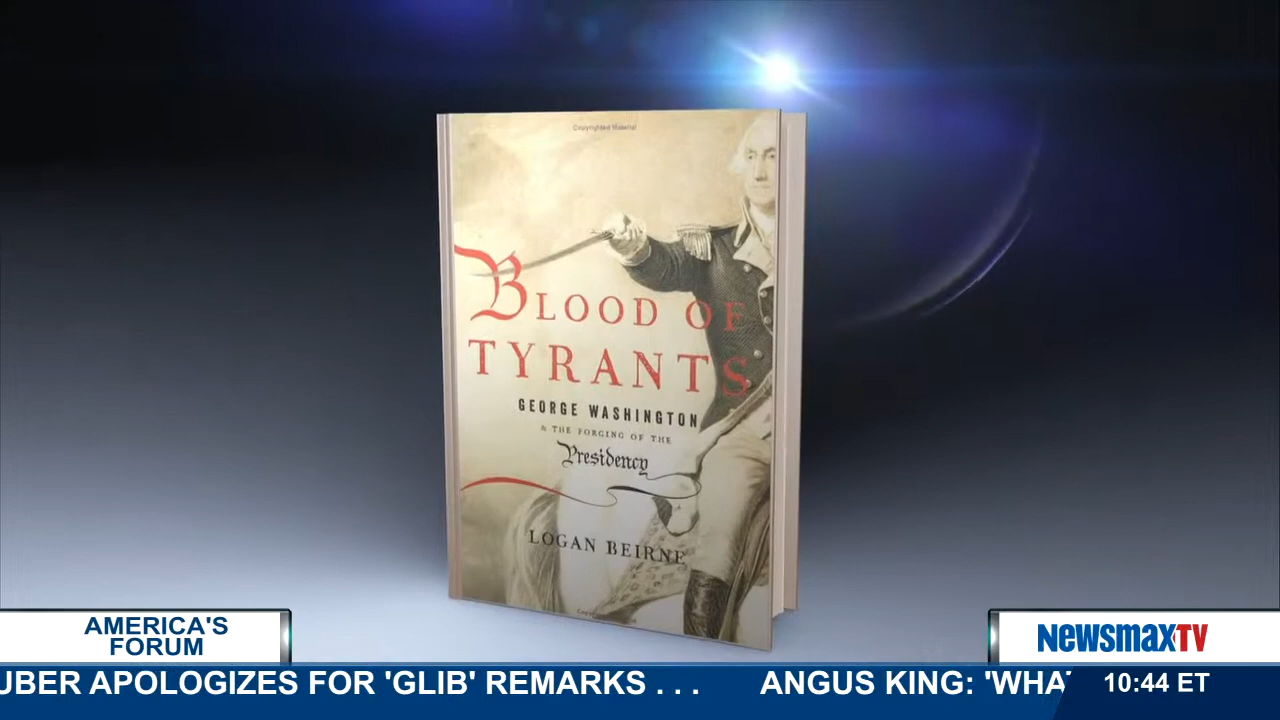 Copyrighted Material
BLOOD OF
TYRANTS
GEORGE WASHINGTON
& THE FORGING OF THE
Presidency
LOGAN BEIRNE
AMERICA'S
FORUM
NEWSMAXTV
UBER APOLOGIZES FOR 'GLIB' REMARKS . . . ANGUS KING: 'WHAT
10:44 ET